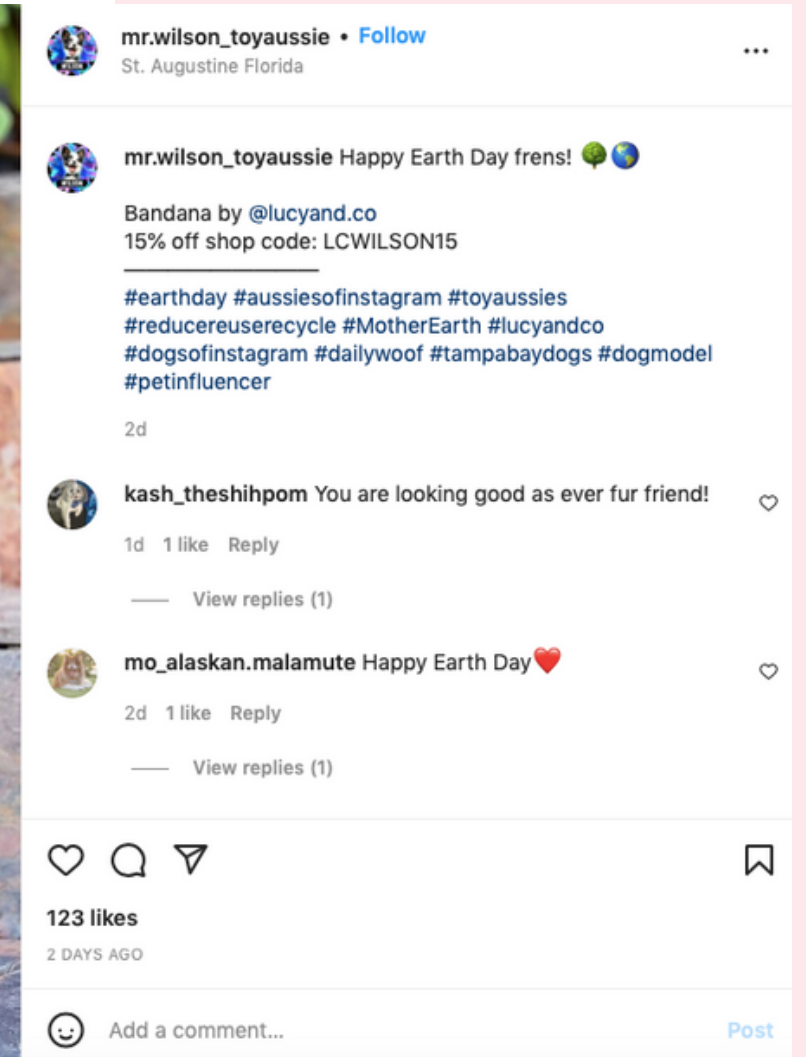 mr.wilson_toyaussie • Follow
St. Augustine Florida
mr.wilson_toyaussie Happy Earth Day frens! 🌳🌎
Bandana by @lucyand.co
15% off shop code: LCWILSON15
#earthday #aussiesofinstagram #toyaussies
#reducereuserecycle #MotherEarth #lucyandco
#dogsofinstagram #dailywoof #tampabaydogs #dogmodel
#petinfluencer
2d
kash_theshihpom You are looking good as ever fur friend!
1d 1 like Reply
View replies (1)
mo_alaskan.malamute Happy Earth Day❤️
2d 1 like Reply
View replies (1)
123 likes
2 DAYS AGO
Add a comment...
Post